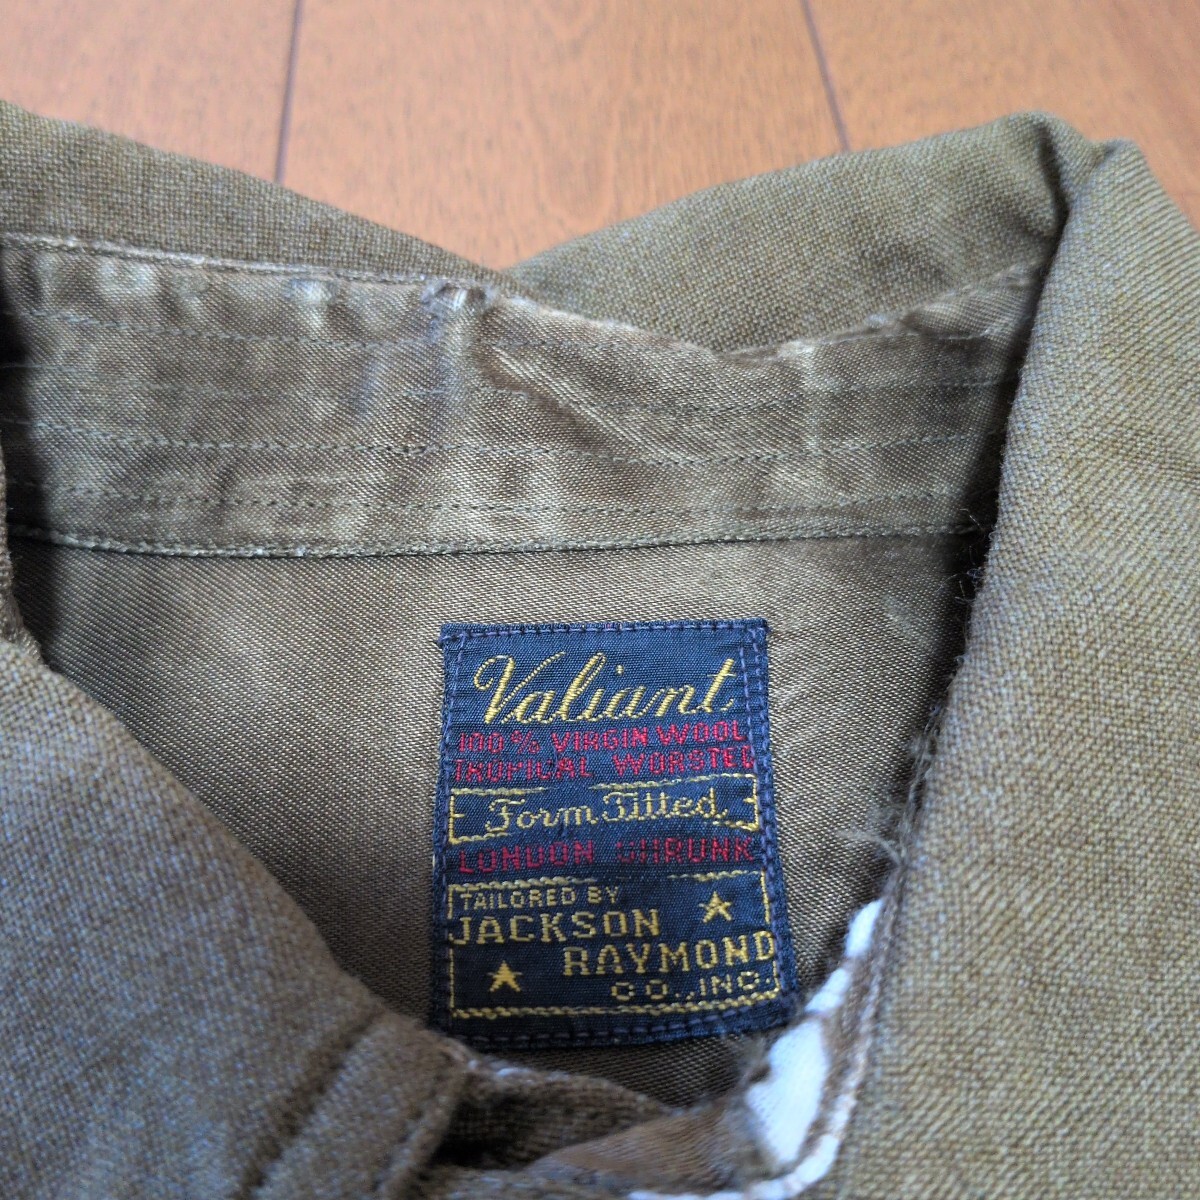 Valiant
100% VIRGIN WOOL
TROPICAL WORSTED
Form Fitted
LONDON SHRUNK
TAILORED BY
JACKSON
RAYMOND
CO., INC.